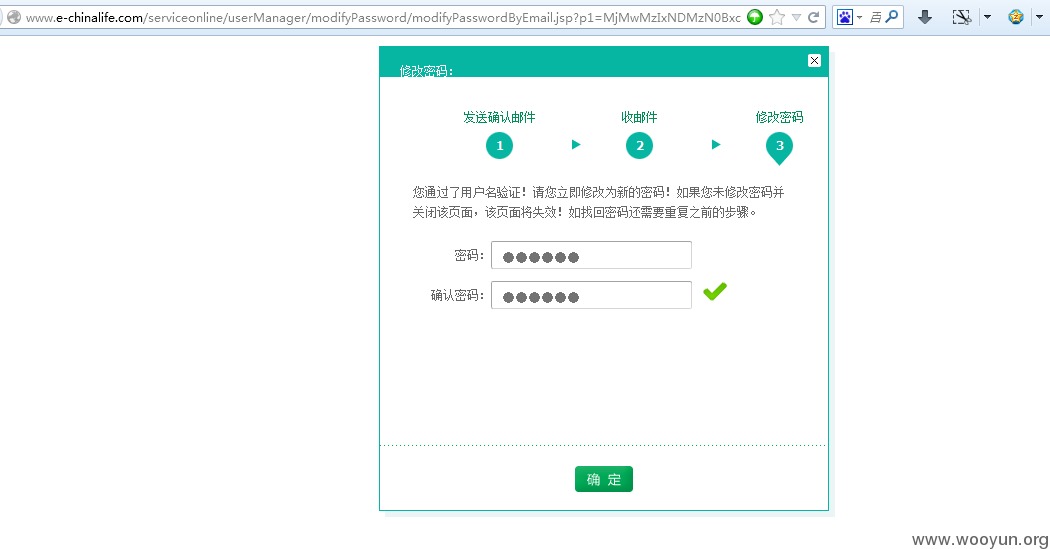 www.e-chinalife.com/serviceonline/userManager/modifyPassword/modifyPasswordByEmail.jsp?p1=MjMwMzIxNDMzN0Bxc
修改密码：
发送确认邮件 收邮件 修改密码
1 2 3
您通过了用户名验证！请您立即修改为新的密码！如果您未修改密码并
关闭该页面，该页面将失效！如找回密码还需要重复之前的步骤。
密码：
确认密码：
确 定
www.wooyun.org